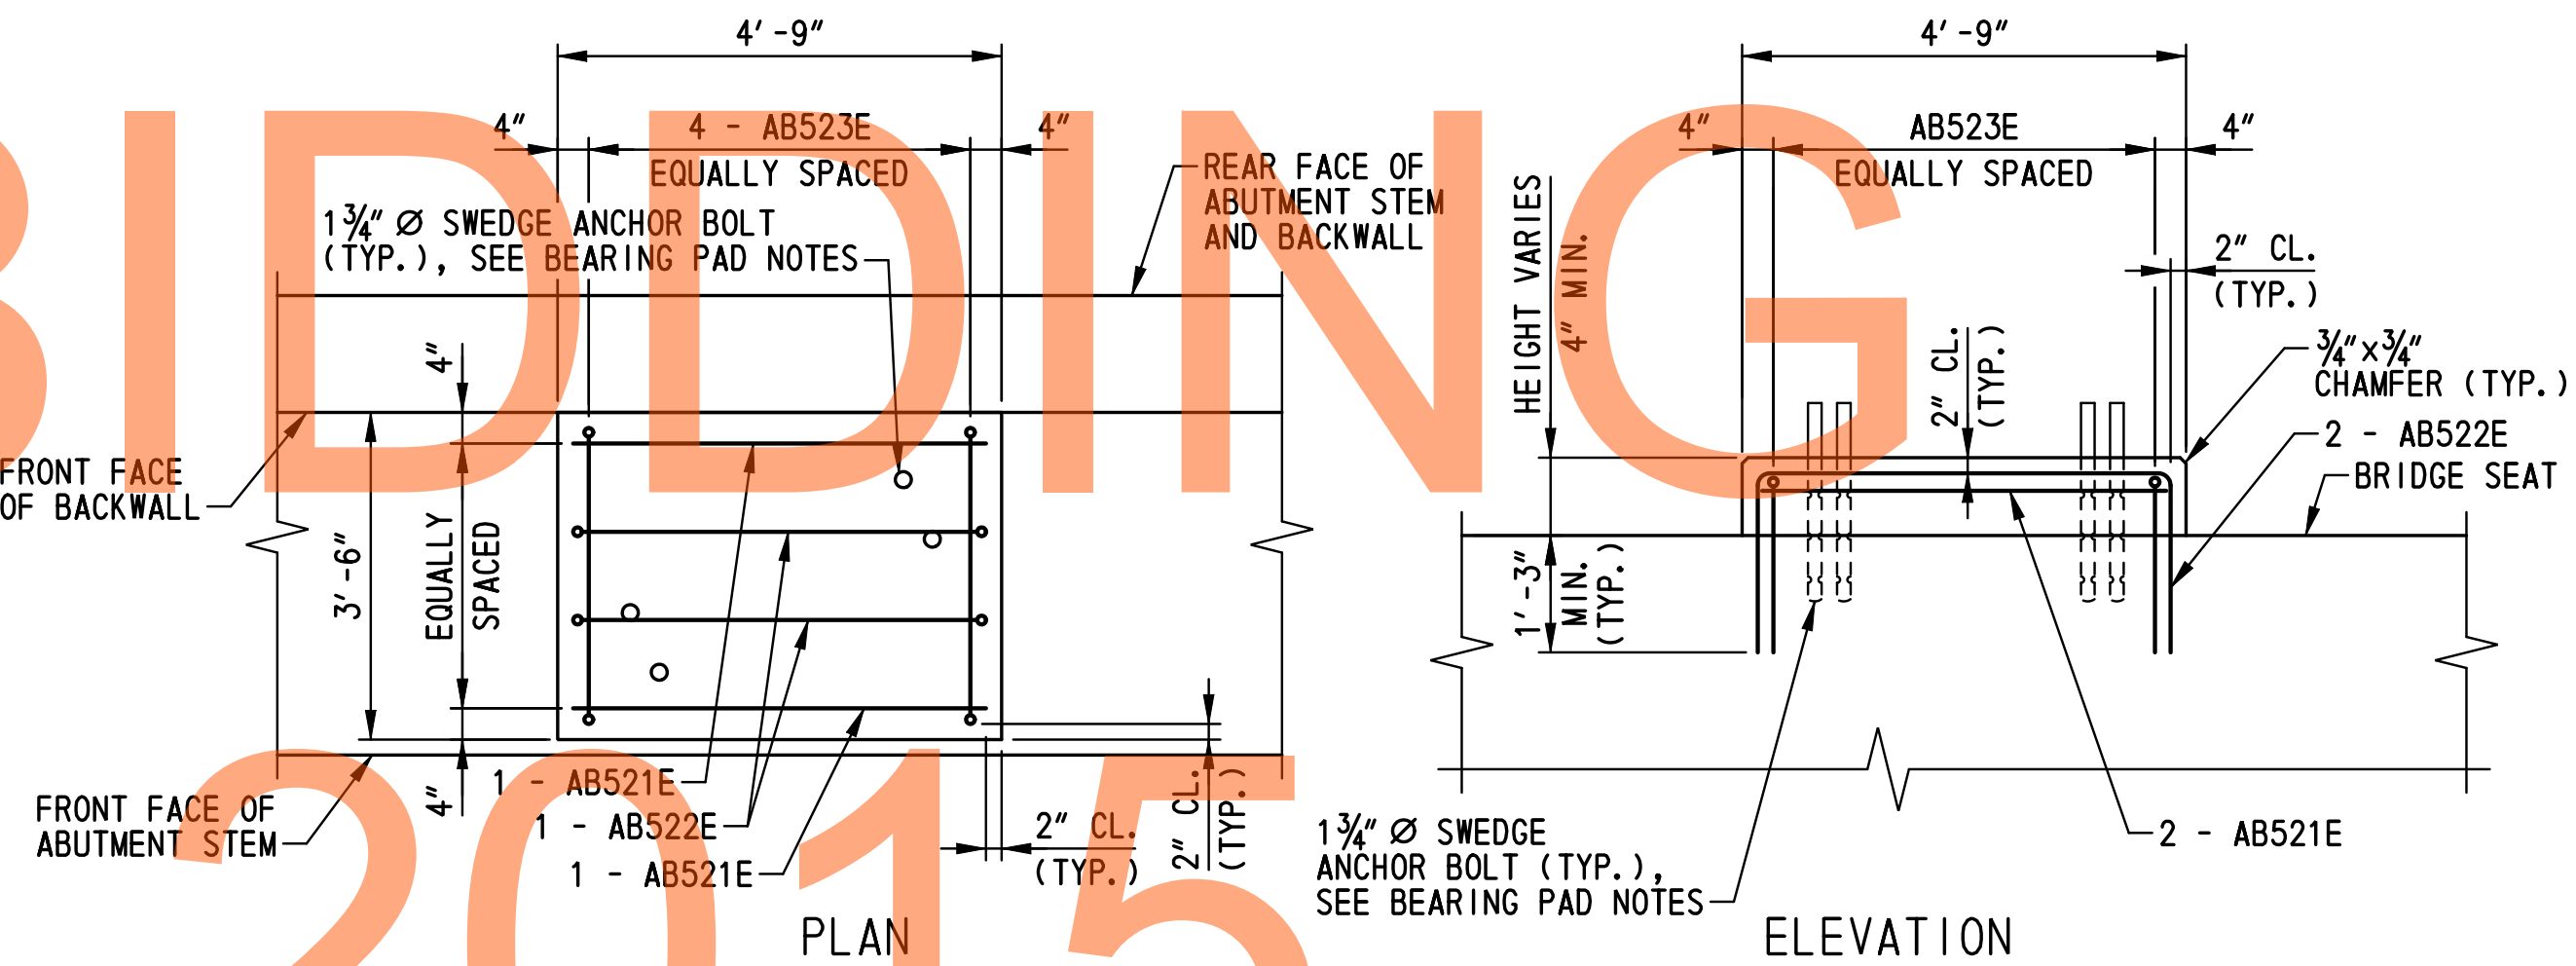 4'-9"
4"
4 - AB523E
4"
EQUALLY SPACED
1 3/4" Ø SWEDGE ANCHOR BOLT
(TYP.), SEE BEARING PAD NOTES
REAR FACE OF
ABUTMENT STEM
AND BACKWALL
4"
FRONT FACE
OF BACKWALL
3'-6"
EQUALLY
SPACED
4"
FRONT FACE OF
ABUTMENT STEM
1 - AB521E
1 - AB522E
1 - AB521E
2" CL.
(TYP.)
2" CL.
(TYP.)
PLAN
4'-9"
4"
AB523E
4"
EQUALLY SPACED
HEIGHT VARIES
4" MIN.
2" CL.
(TYP.)
2" CL.
(TYP.)
3/4"x3/4"
CHAMFER (TYP.)
2 - AB522E
BRIDGE SEAT
1'-3"
MIN.
(TYP.)
1 3/4" Ø SWEDGE
ANCHOR BOLT (TYP.),
SEE BEARING PAD NOTES
2 - AB521E
ELEVATION
BIDDING
2015